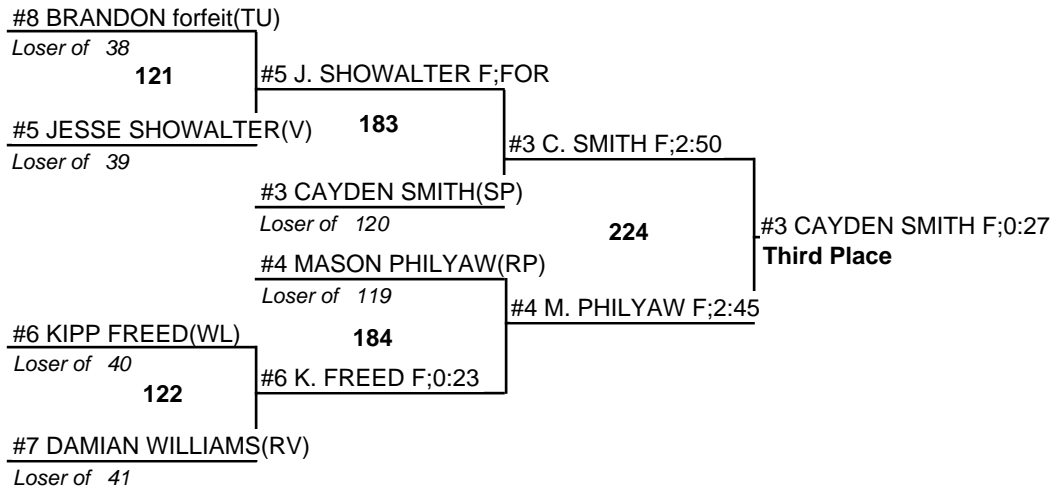 #8 BRANDON forfeit(TU)
Loser of 38
121
#5 J. SHOWALTER F;FOR
#5 JESSE SHOWALTER(V)
Loser of 39
183
#3 C. SMITH F;2:50
#3 CAYDEN SMITH(SP)
Loser of 120
224
#3 CAYDEN SMITH F;0:27
Third Place
#4 MASON PHILYAW(RP)
Loser of 119
#4 M. PHILYAW F;2:45
#6 KIPP FREED(WL)
Loser of 40
184
122
#6 K. FREED F;0:23
#7 DAMIAN WILLIAMS(RV)
Loser of 41